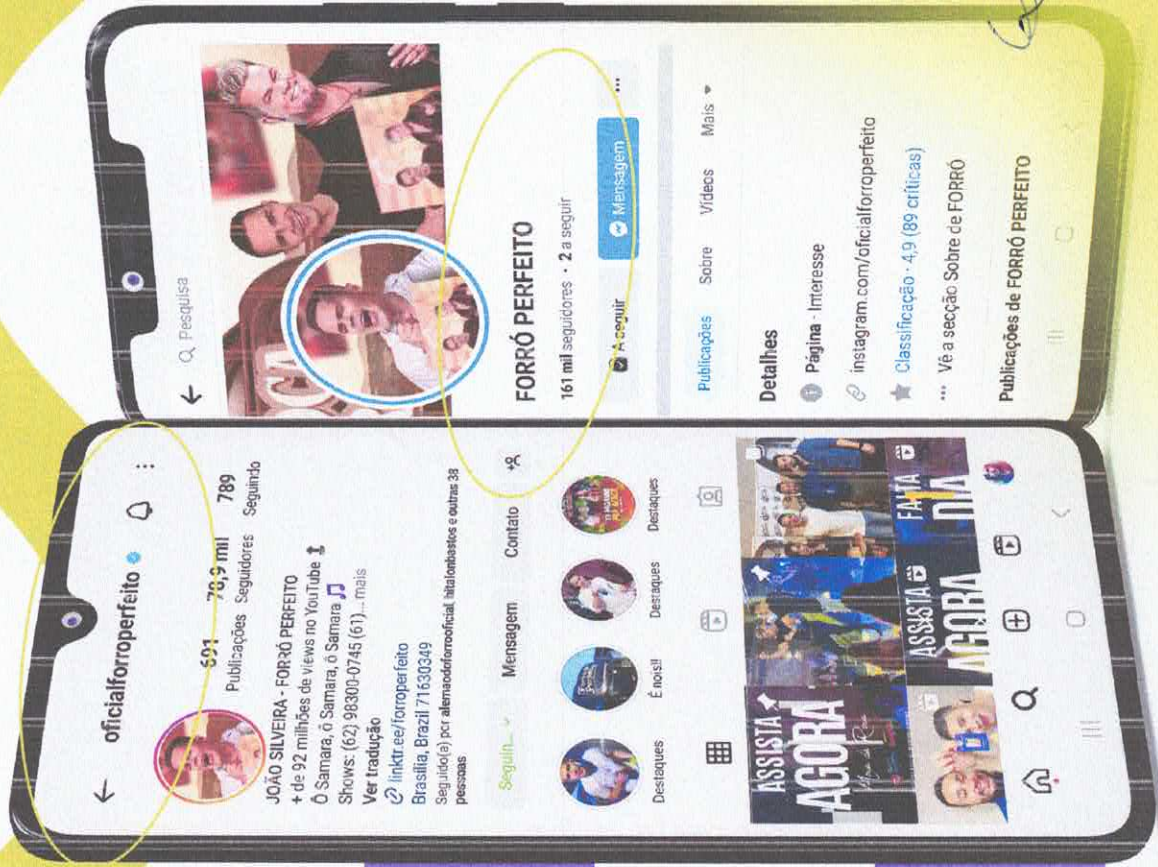 oficialforroperfeito
691
78,9 mil
789
Publicações
Seguidores
Seguindo
JOÃO SILVEIRA - FORRÓ PERFEITO
+ de 92 milhões de views no YouTube
Ô Samara, ô Samara, ô Samara 🎵
Shows: (62) 98300-0745 (61)... mais
Ver tradução
linktr.ee/forroperfeito
Brasília, Brazil 71630349
Seguido(a) por alemaodoforrooficial, hitalonbastos e outras 38
pessoas
Seguin...
Mensagem
Contato
Destaques
É nois!!
Destaques
Destaques
ASSISTA
AGORA
ASSISTA
AGORA
FALTA
1
DIA
Pesquisa
FORRÓ PERFEITO
161 mil seguidores · 2 a seguir
A seguir
Mensagem
...
Publicações
Sobre
Vídeos
Mais
Detalhes
Página · Interesse
instagram.com/oficialforroperfeito
Classificação · 4,9 (89 críticas)
... Vê a secção Sobre de FORRÓ
Publicações de FORRÓ PERFEITO